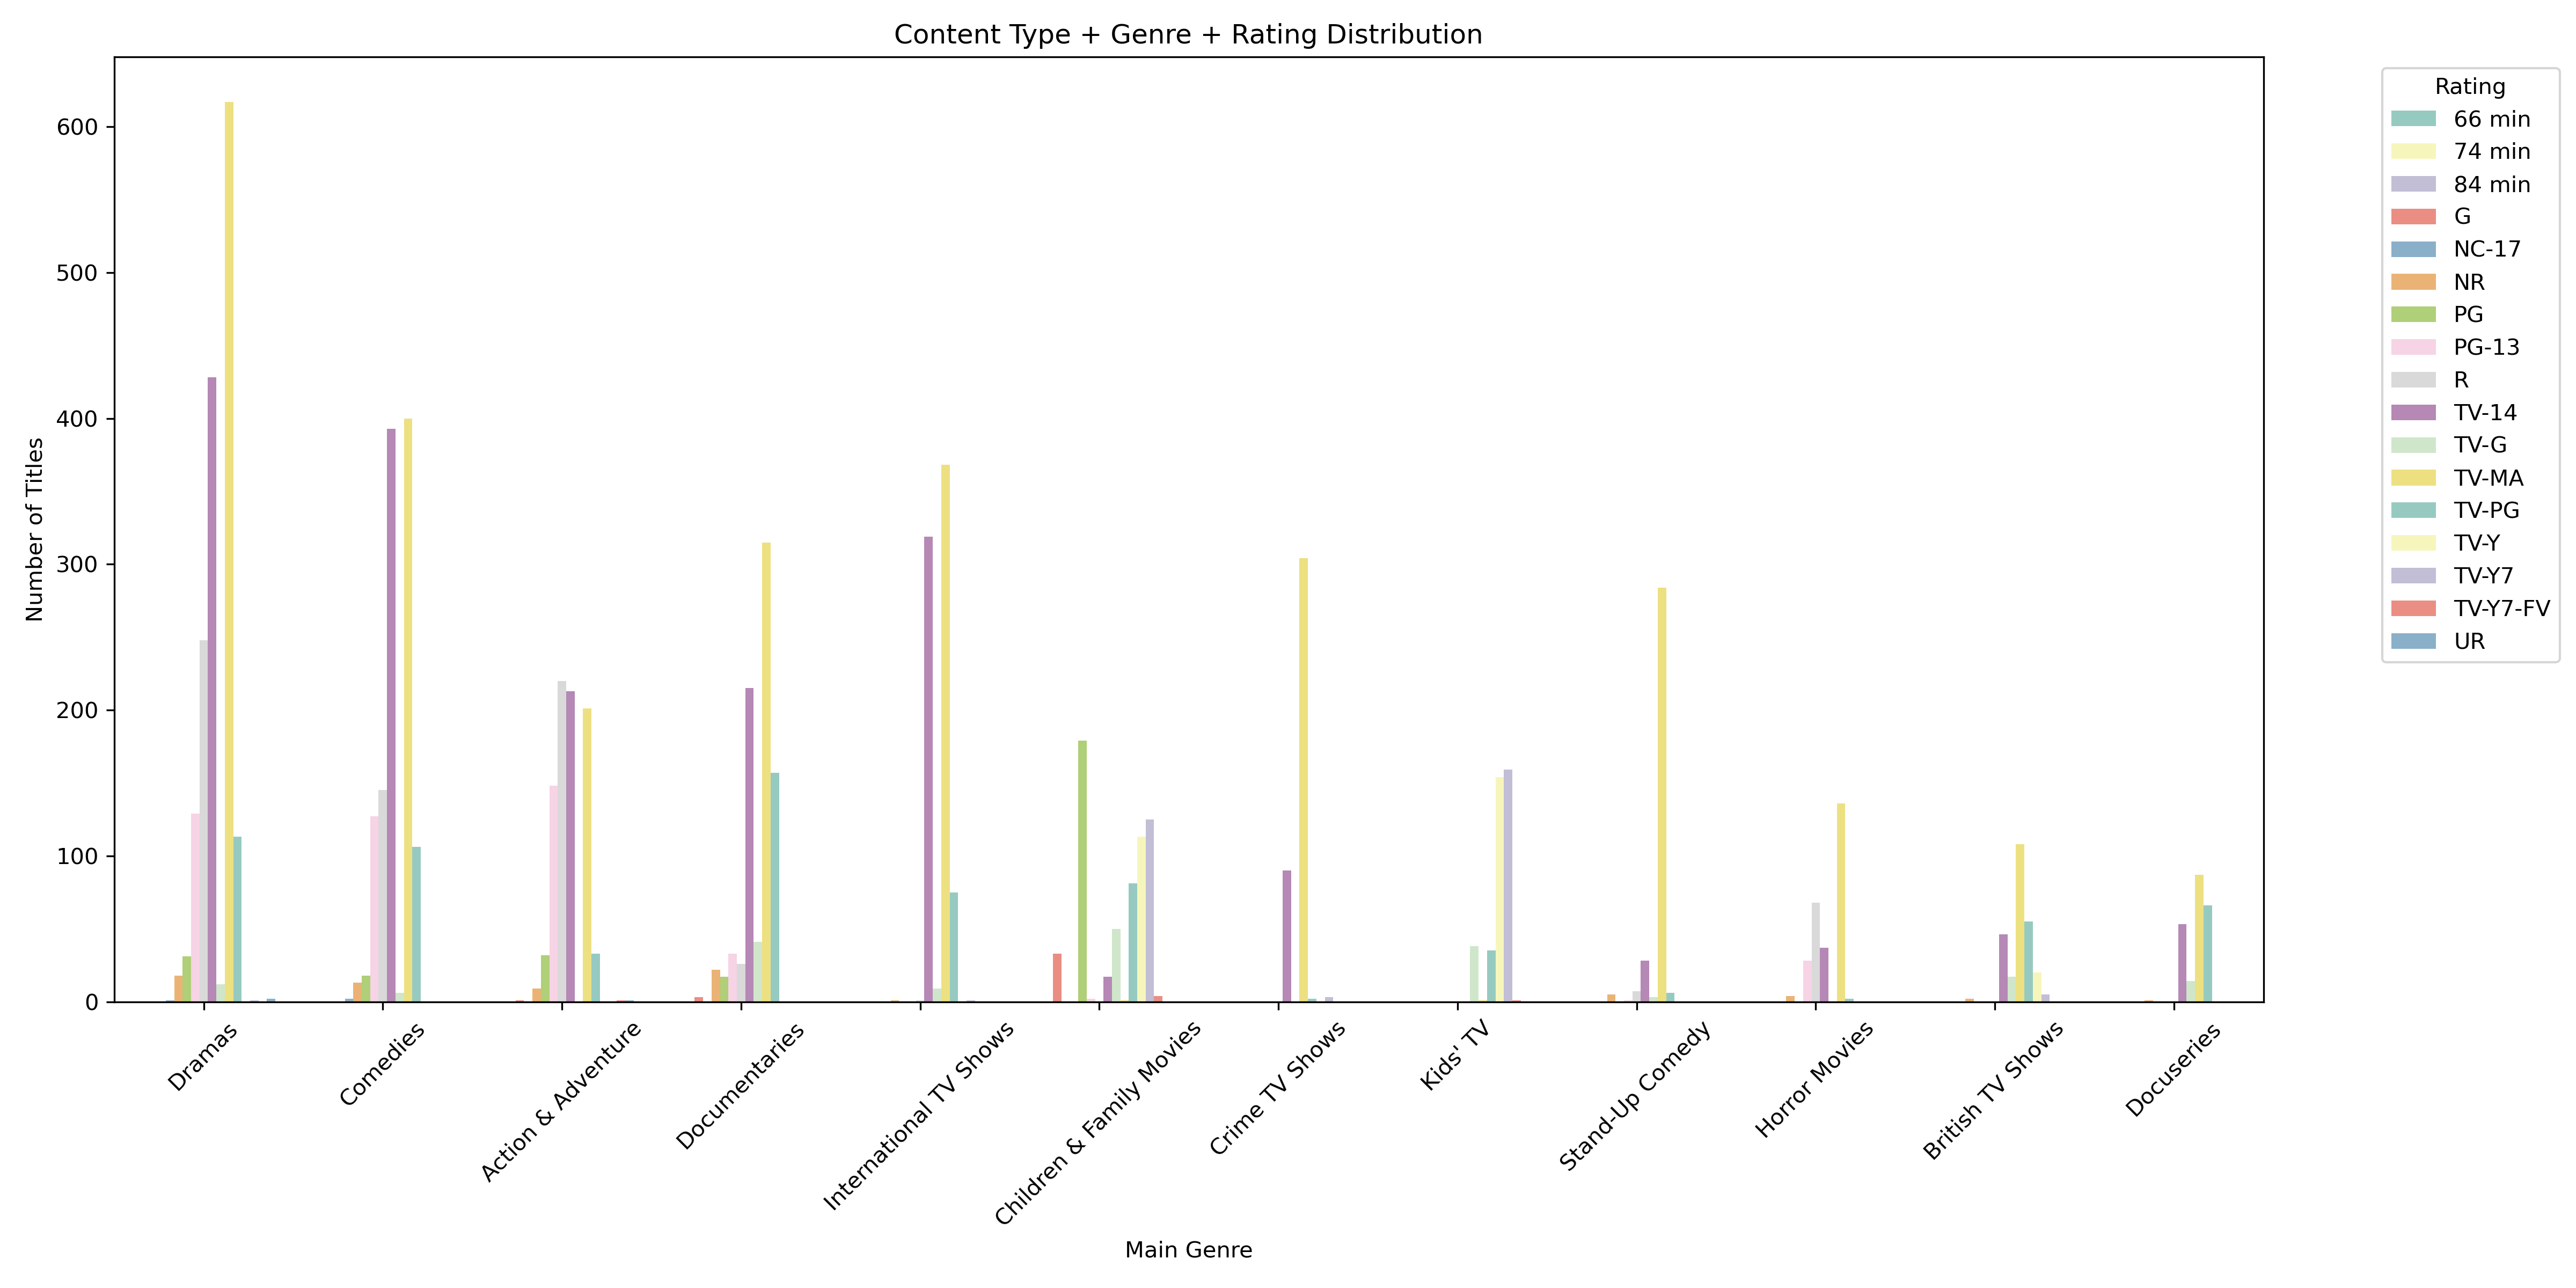 Content Type + Genre + Rating Distribution
Number of Titles
600
500
400
300
200
100
0
Dramas
Comedies
Action & Adventure
Documentaries
International TV Shows
Children & Family Movies
Crime TV Shows
Kids' TV
Stand-Up Comedy
Horror Movies
British TV Shows
Docuseries
Main Genre
Rating
66 min
74 min
84 min
G
NC-17
NR
PG
PG-13
R
TV-14
TV-G
TV-MA
TV-PG
TV-Y
TV-Y7
TV-Y7-FV
UR